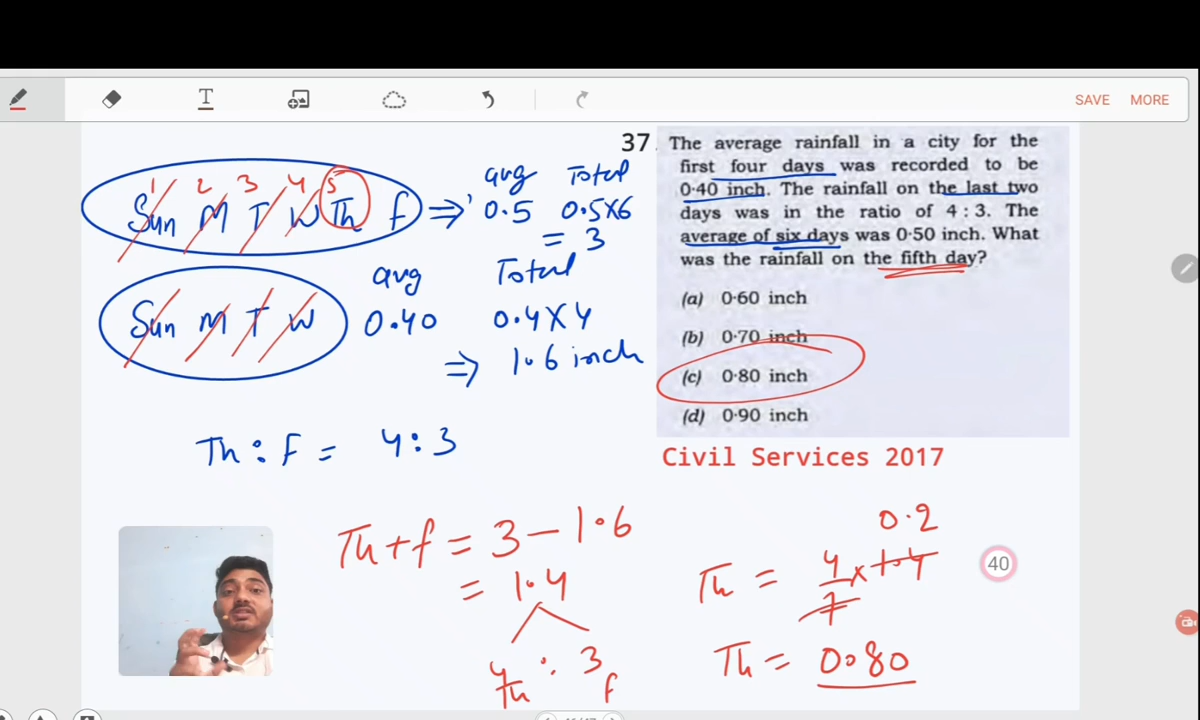 T
SAVE
MORE
1 2 3 4 5
Sun M T W Th F ⇒ 0.5 0.5×6
avg Total
= 3
avg Total
Sun M T W 0.40 0.4×4
⇒ 1.6 inch
Th : F = 4 : 3
37. The average rainfall in a city for the
first four days was recorded to be
0·40 inch. The rainfall on the last two
days was in the ratio of 4 : 3. The
average of six days was 0·50 inch. What
was the rainfall on the fifth day?
(a) 0·60 inch
(b) 0·70 inch
(c) 0·80 inch
(d) 0·90 inch
Civil Services 2017
Th+f = 3 – 1.6
= 1.4
4 : 3
Th f
0.2
Th = 4/7 × 1.4
Th = 0.80
40